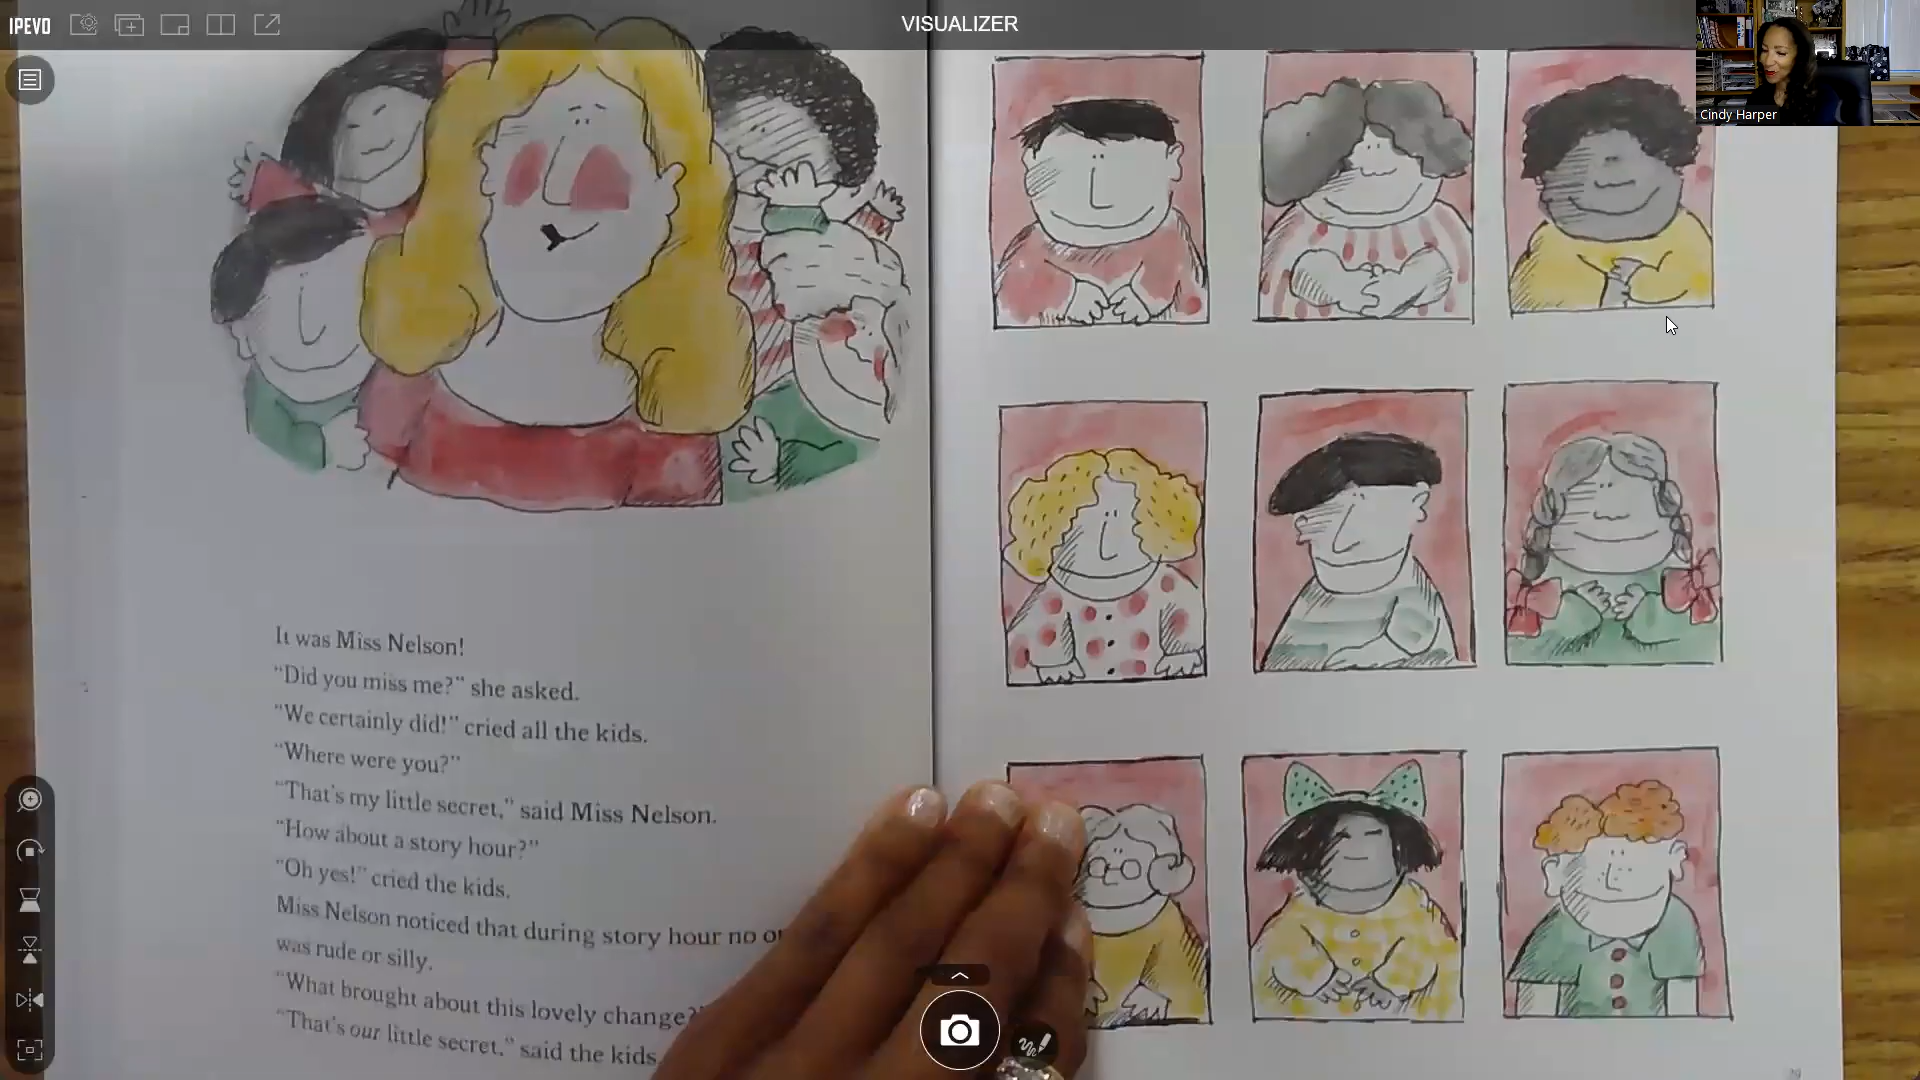 IPEVO
VISUALIZER
Cindy Harper
It was Miss Nelson!
“Did you miss me?” she asked.
“We certainly did!” cried all the kids.
“Where were you?”
“That's my little secret,” said Miss Nelson.
“How about a story hour?”
“Oh yes!” cried the kids.
Miss Nelson noticed that during story hour no
was rude or silly.
“What brought about this lovely change?”
“That's our little secret,” said the kids